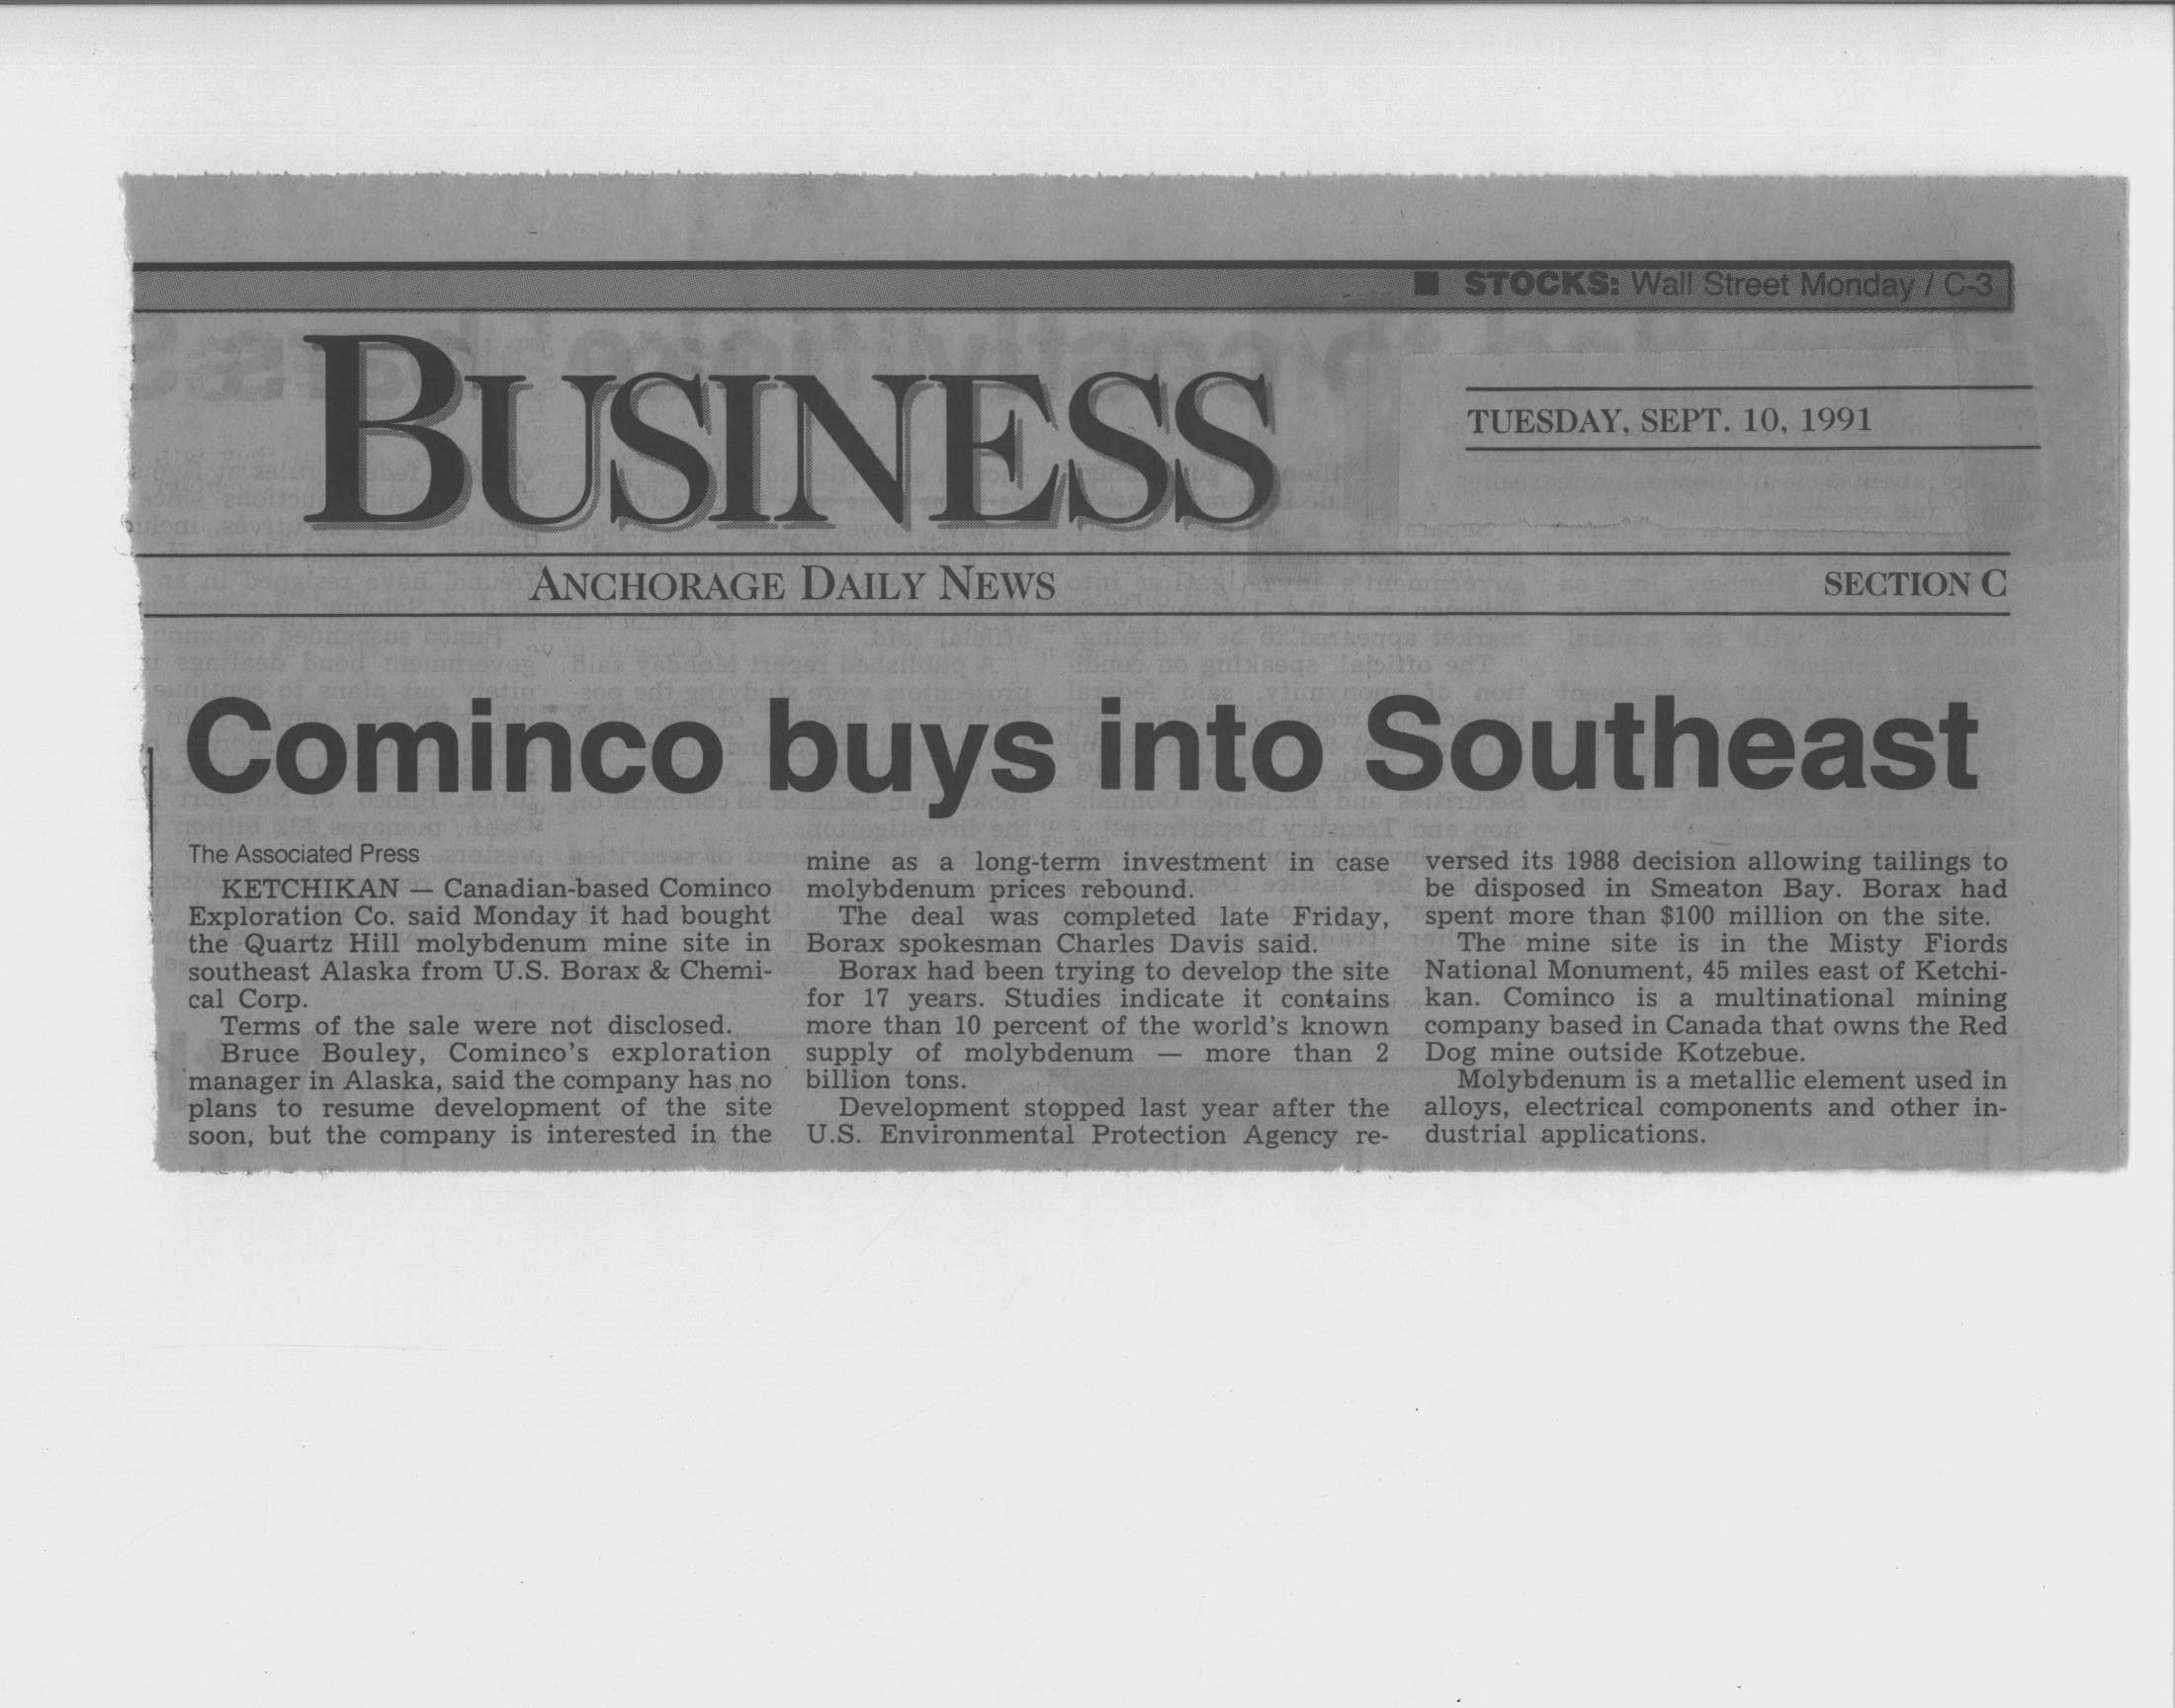 ■ STOCKS: Wall Street Monday / C-3
BUSINESS
TUESDAY, SEPT. 10, 1991
ANCHORAGE DAILY NEWS
SECTION C
Cominco buys into Southeast
The Associated Press
KETCHIKAN — Canadian-based Cominco
Exploration Co. said Monday it had bought
the Quartz Hill molybdenum mine site in
southeast Alaska from U.S. Borax & Chemi-
cal Corp.
Terms of the sale were not disclosed.
Bruce Bouley, Cominco's exploration
manager in Alaska, said the company has no
plans to resume development of the site
soon, but the company is interested in the
mine as a long-term investment in case
molybdenum prices rebound.
The deal was completed late Friday,
Borax spokesman Charles Davis said.
Borax had been trying to develop the site
for 17 years. Studies indicate it contains
more than 10 percent of the world's known
supply of molybdenum — more than 2
billion tons.
Development stopped last year after the
U.S. Environmental Protection Agency re-
versed its 1988 decision allowing tailings to
be disposed in Smeaton Bay. Borax had
spent more than $100 million on the site.
The mine site is in the Misty Fiords
National Monument, 45 miles east of Ketchi-
kan. Cominco is a multinational mining
company based in Canada that owns the Red
Dog mine outside Kotzebue.
Molybdenum is a metallic element used in
alloys, electrical components and other in-
dustrial applications.